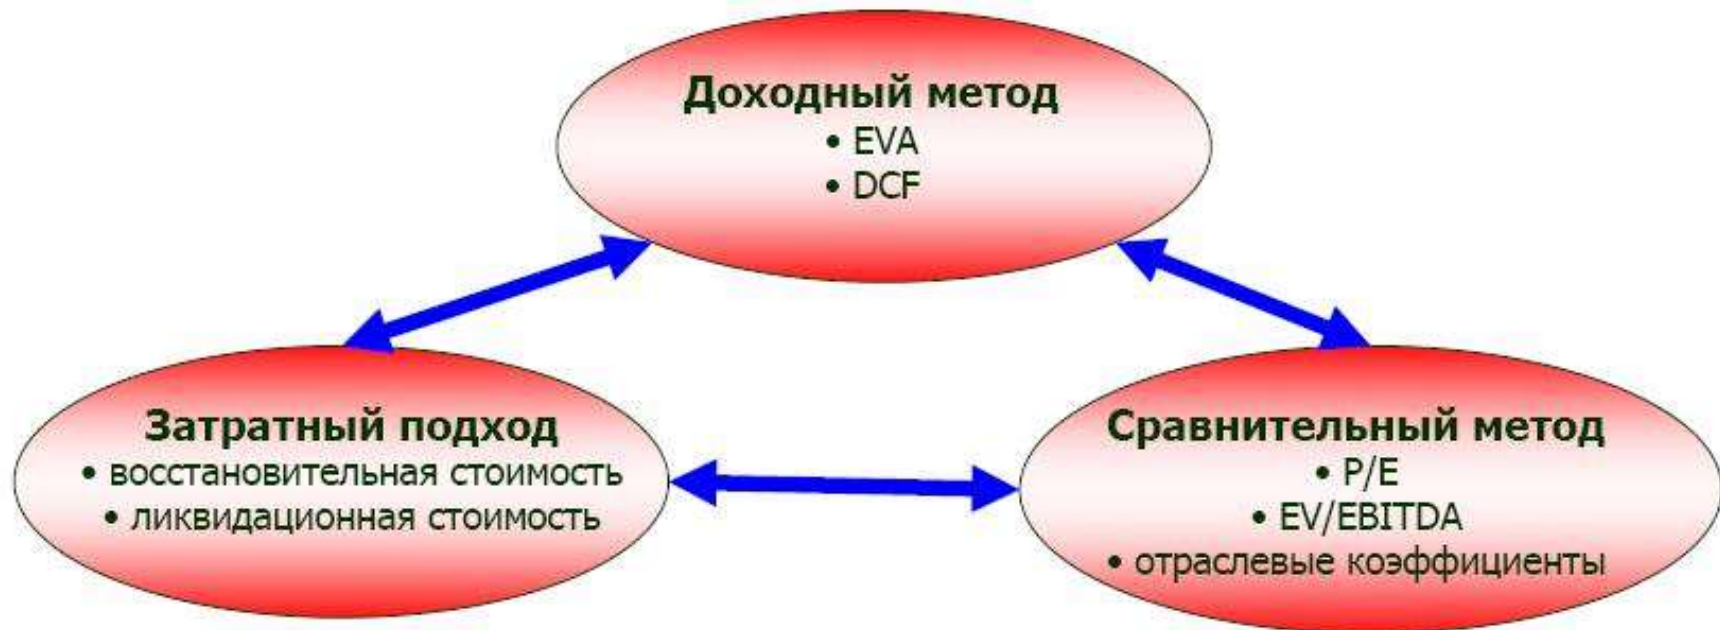 Доходный метод
• EVA
• DCF
Затратный подход
• восстановительная стоимость
• ликвидационная стоимость
Сравнительный метод
• P/E
• EV/EBITDA
• отраслевые коэффициенты